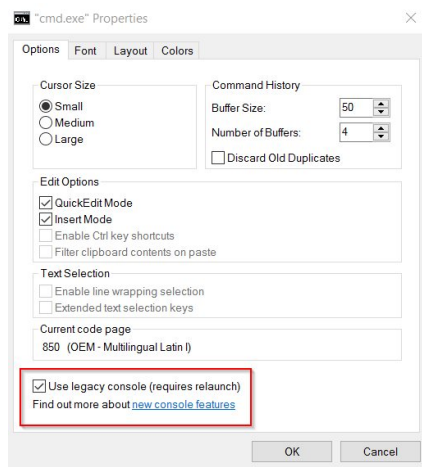 "cmd.exe" Properties
Options Font Layout Colors
Cursor Size
Small
Medium
Large
Command History
Buffer Size: 50
Number of Buffers: 4
Discard Old Duplicates
Edit Options
QuickEdit Mode
Insert Mode
Enable Ctrl key shortcuts
Filter clipboard contents on paste
Text Selection
Enable line wrapping selection
Extended text selection keys
Current code page
850 (OEM - Multilingual Latin I)
Use legacy console (requires relaunch)
Find out more about new console features
OK Cancel